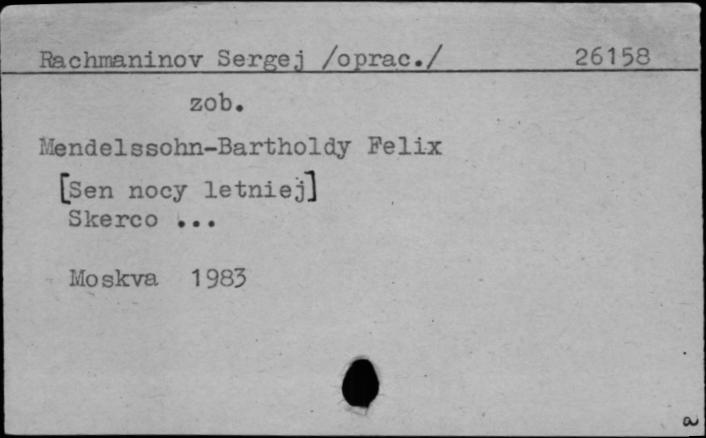 Rachmaninov Sergej /oprac./ 26158
zob.
Mendelssohn-Bartholdy Felix
[Sen nocy letniej]
Skerco ...
Moskva 1983
a